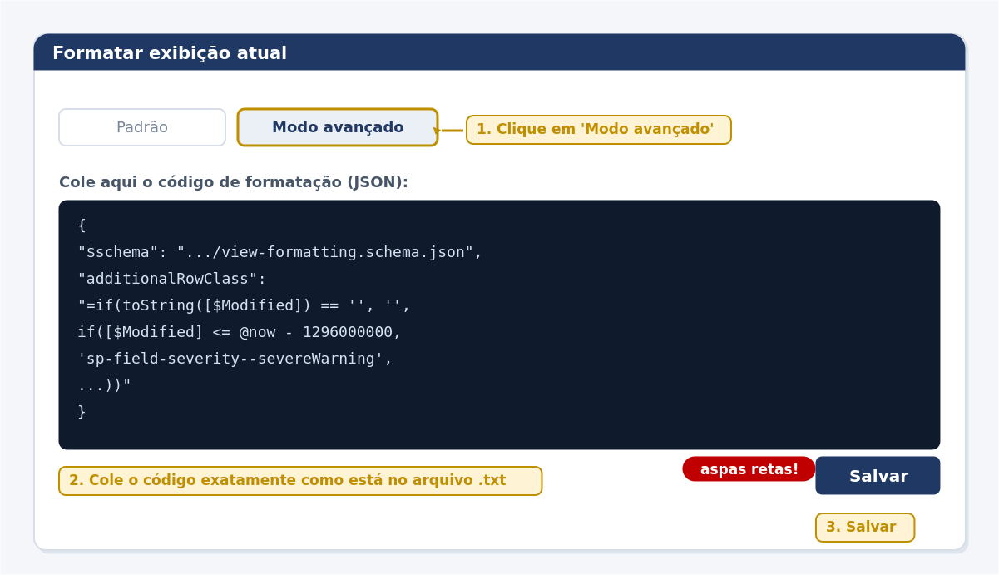 Formatar exibição atual
Padrão
Modo avançado
1. Clique em 'Modo avançado'
Cole aqui o código de formatação (JSON):
{
"$schema": ".../view-formatting.schema.json",
"additionalRowClass":
"=if(toString([$Modified]) == '', '',
if([$Modified] <= @now - 1296000000,
'sp-field-severity--severeWarning',
...))"
}
2. Cole o código exatamente como está no arquivo .txt
aspas retas!
Salvar
3. Salvar